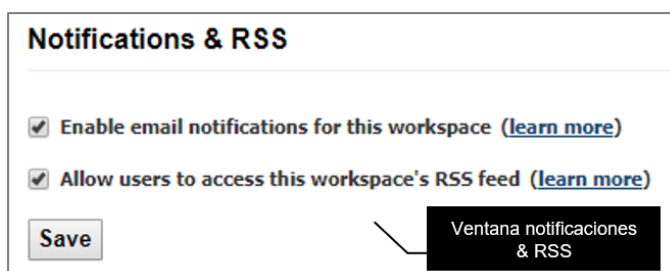 Notifications & RSS
Enable email notifications for this workspace (learn more)
Allow users to access this workspace's RSS feed (learn more)
Save
Ventana notificaciones
& RSS